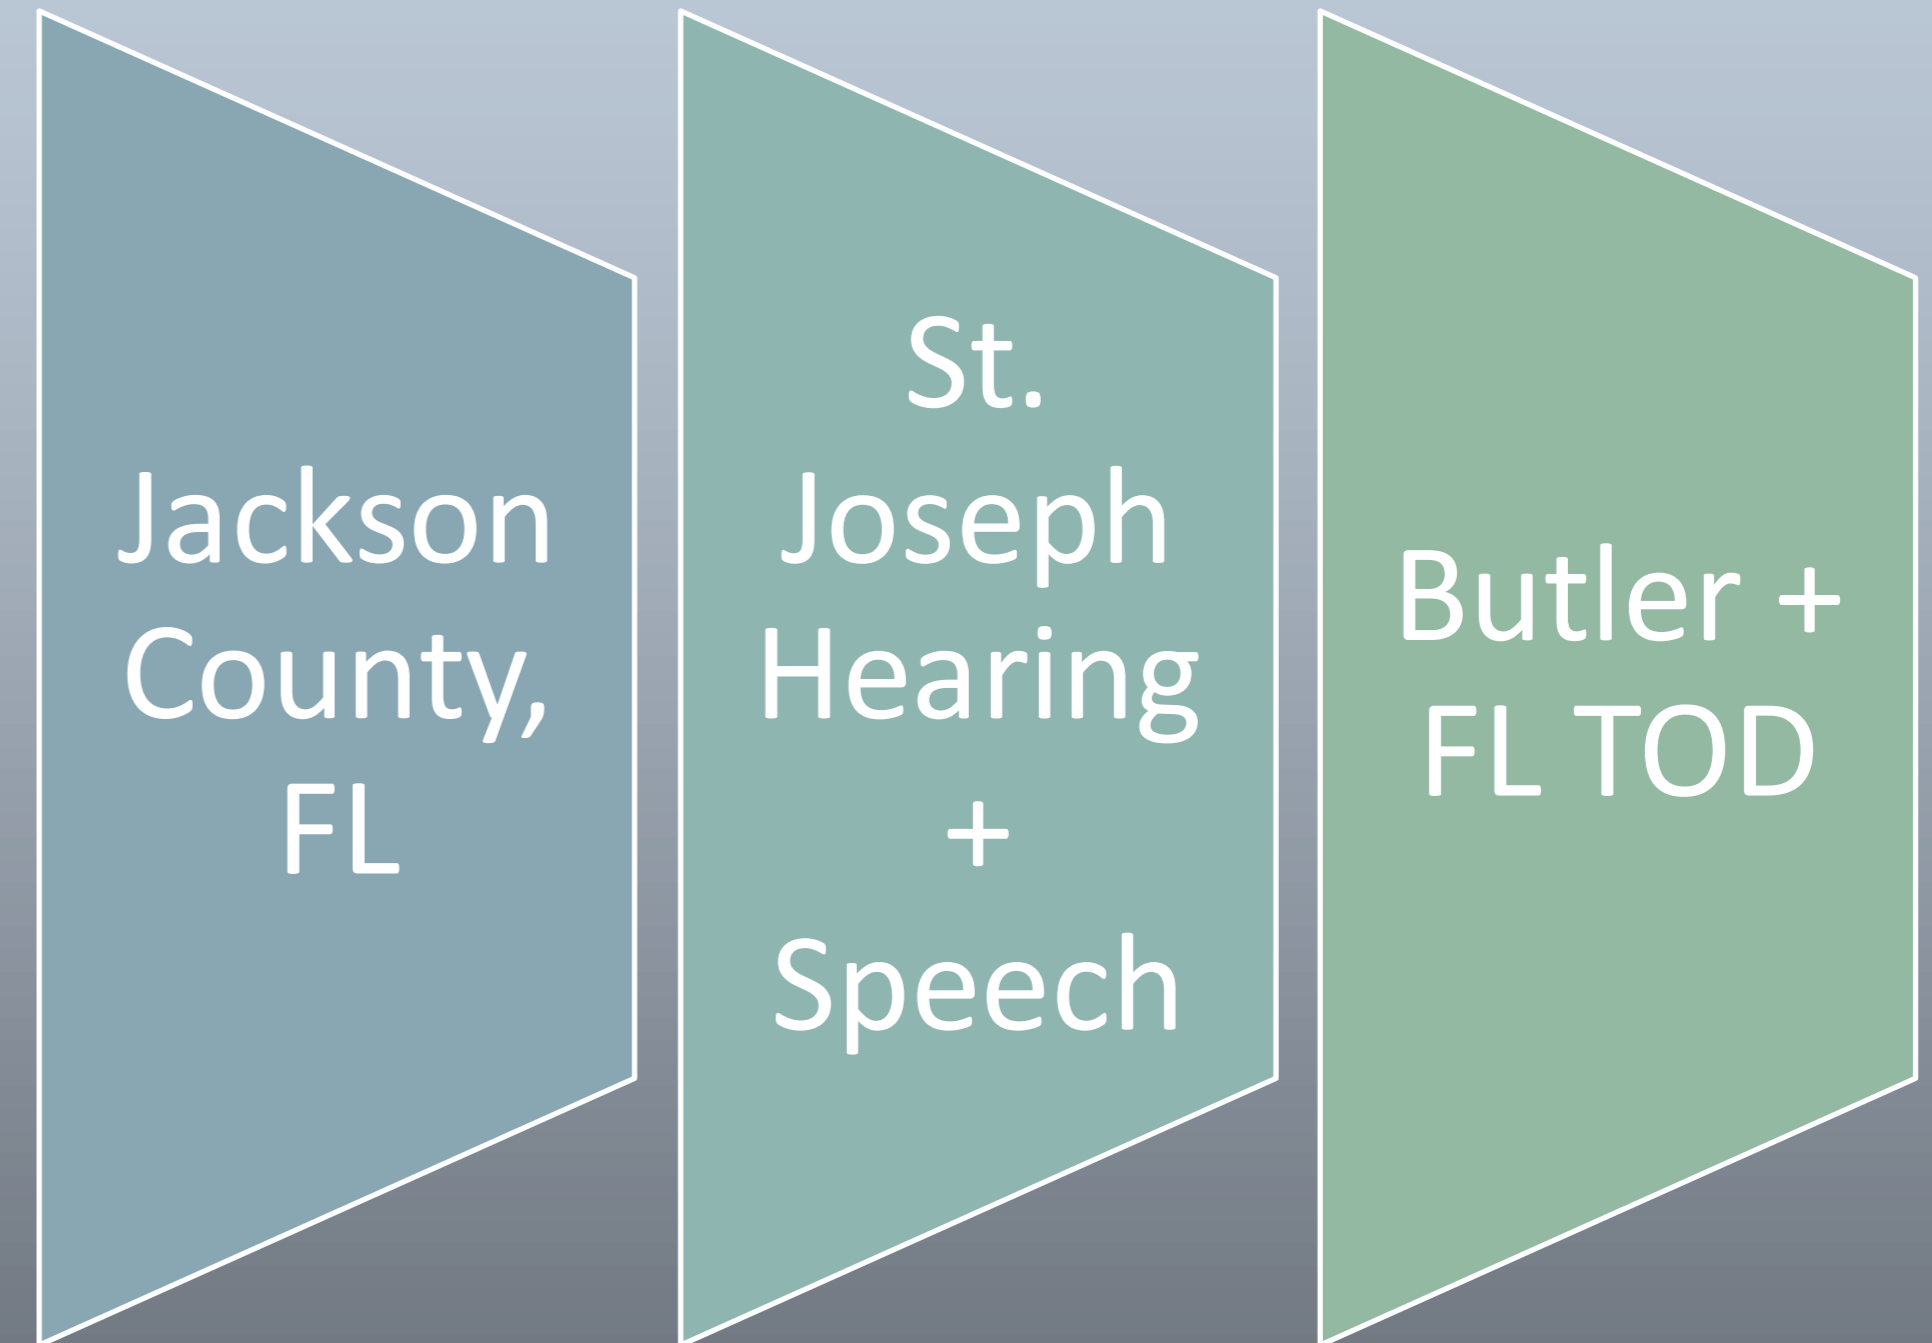 Jackson
County,
FL
St.
Joseph
Hearing
+
Speech
Butler +
FL TOD